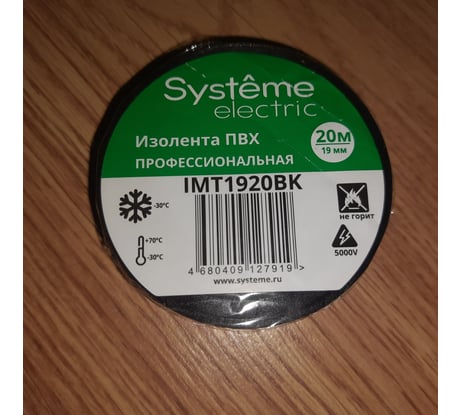 Système
electric
Изолента ПВХ
ПРОФЕССИОНАЛЬНАЯ
20м
19 мм
IMT1920BK
-30°C
+70°C
-30°C
не горит
5000V
4 680409 127919 >
www.systeme.ru